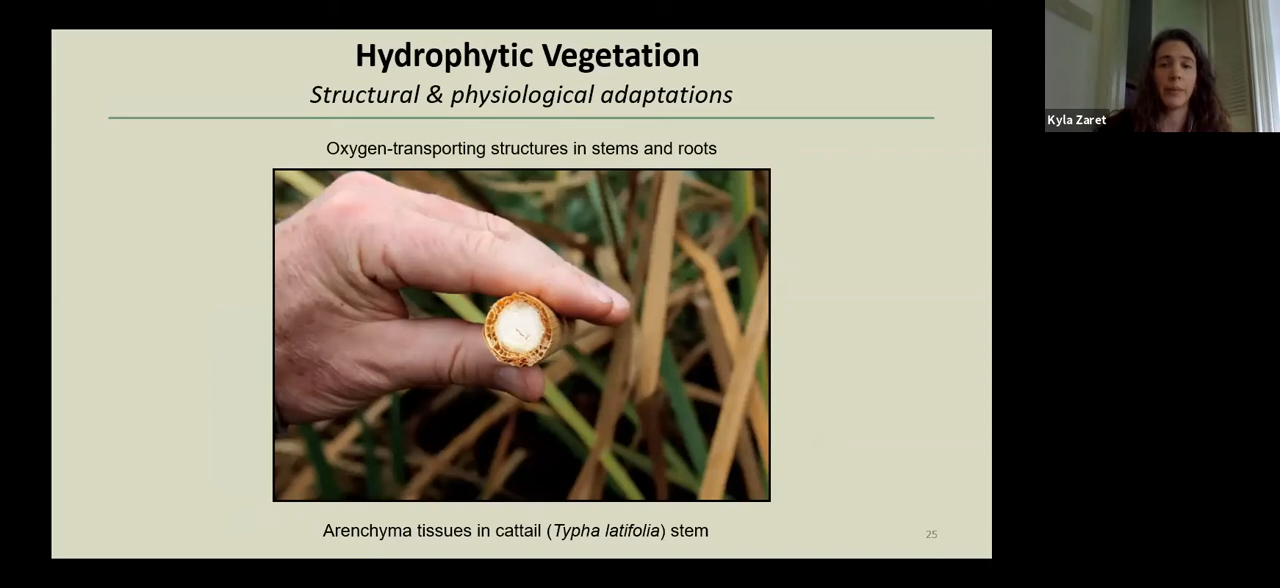 Hydrophytic Vegetation
Structural & physiological adaptations
Oxygen-transporting structures in stems and roots
Arenchyma tissues in cattail (Typha latifolia) stem
25
Kyla Zaret